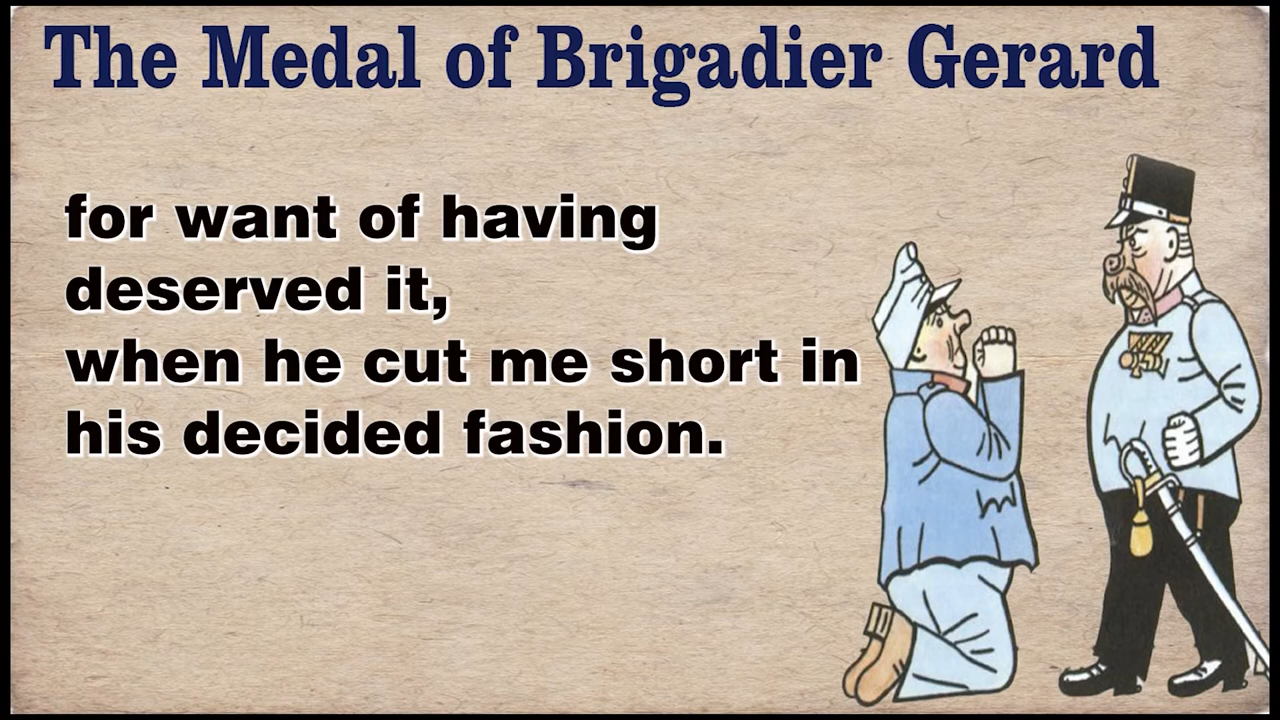 The Medal of Brigadier Gerard
for want of having
deserved it,
when he cut me short in
his decided fashion.